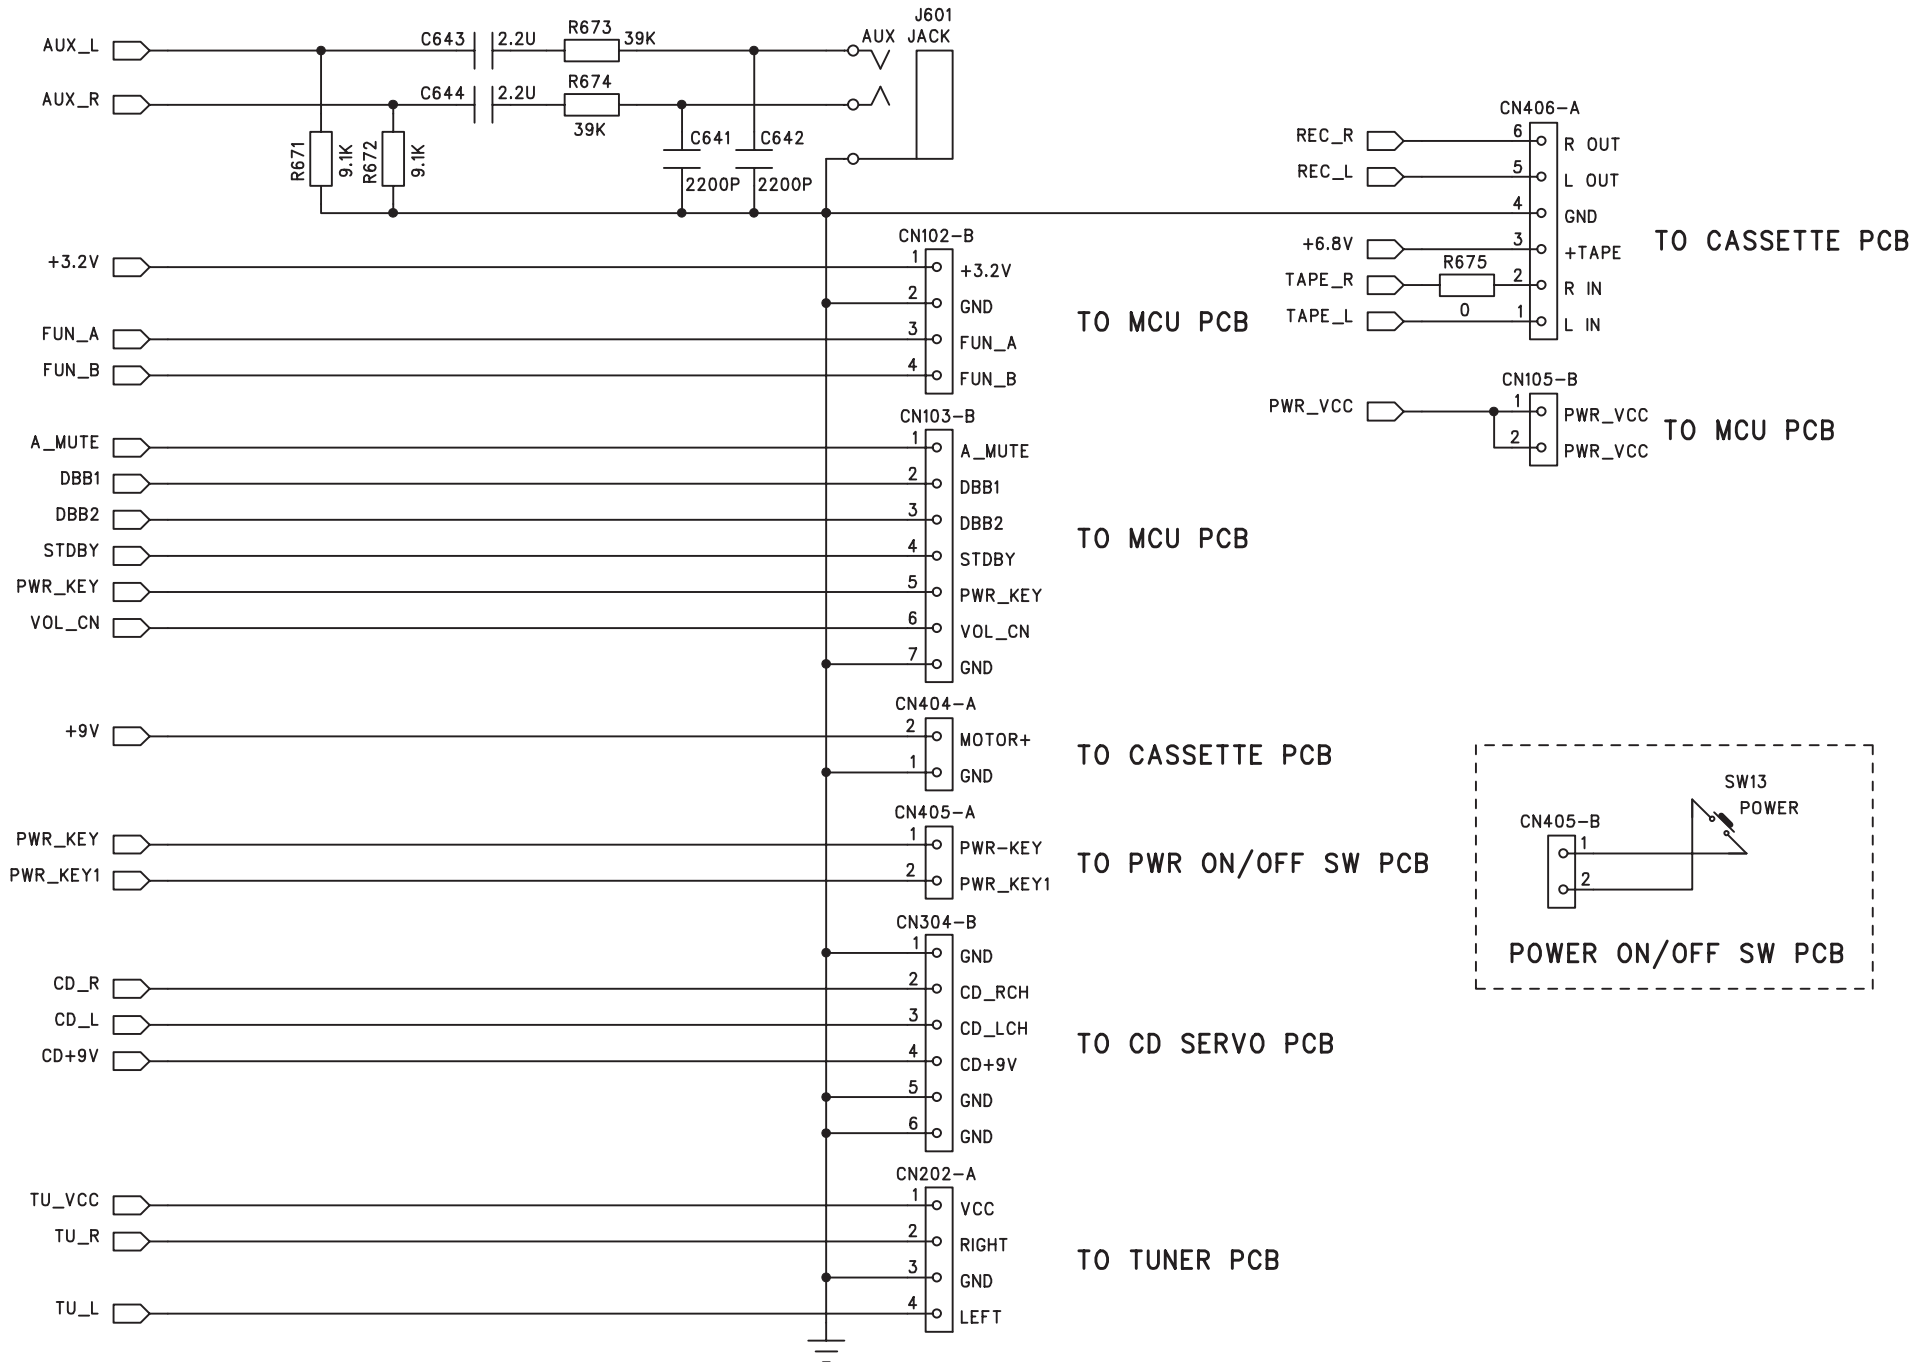 J601
AUX JACK
AUX_L
C643 2.2U
R673
39K
AUX_R
C644 2.2U
R674
39K
R671
9.1K
R672
9.1K
C641
2200P
C642
2200P
CN102-B
+3.2V
1
+3.2V
2
GND
FUN_A
3
FUN_A
FUN_B
4
FUN_B
TO MCU PCB
CN103-B
A_MUTE
1
A_MUTE
DBB1
2
DBB1
DBB2
3
DBB2
STDBY
4
STDBY
PWR_KEY
5
PWR_KEY
VOL_CN
6
VOL_CN
7
GND
TO MCU PCB
CN404-A
+9V
2
MOTOR+
1
GND
TO CASSETTE PCB
CN405-A
PWR_KEY
1
PWR-KEY
PWR_KEY1
2
PWR_KEY1
TO PWR ON/OFF SW PCB
CN304-B
1
GND
CD_R
2
CD_RCH
CD_L
3
CD_LCH
CD+9V
4
CD+9V
5
GND
6
GND
TO CD SERVO PCB
CN202-A
TU_VCC
1
VCC
TU_R
2
RIGHT
3
GND
TU_L
4
LEFT
TO TUNER PCB
CN406-A
REC_R
6
R OUT
REC_L
5
L OUT
4
GND
+6.8V
3
+TAPE
TAPE_R
R675
0
2
R IN
TAPE_L
1
L IN
TO CASSETTE PCB
CN105-B
PWR_VCC
1
PWR_VCC
2
PWR_VCC
TO MCU PCB
SW13
POWER
CN405-B
1
2
POWER ON/OFF SW PCB